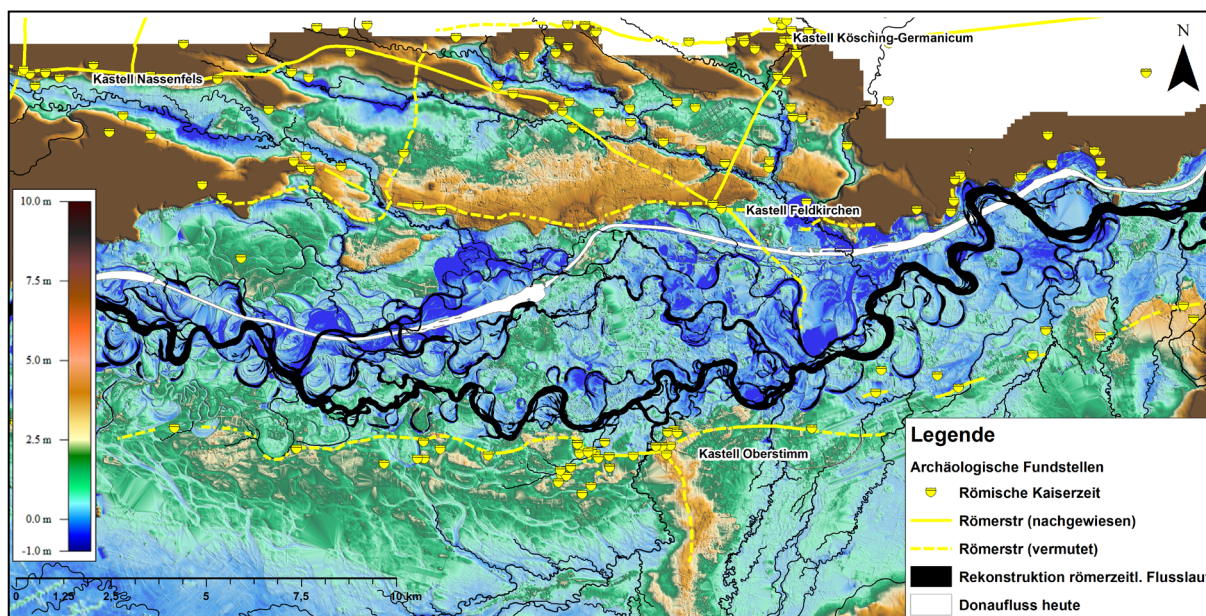 Kastell Kösching-Germanicum
N
Kastell Nassenfels
10.0 m
7.5 m
5.0 m
2.5 m
0.0 m
-1.0 m
Kastell Feldkirchen
Kastell Oberstimm
0 1,25 2,5 5 7,5 10 km
Legende
Archäologische Fundstellen
Römische Kaiserzeit
Römerstr (nachgewiesen)
Römerstr (vermutet)
Rekonstruktion römerzeitl. Flusslauf
Donaufluss heute